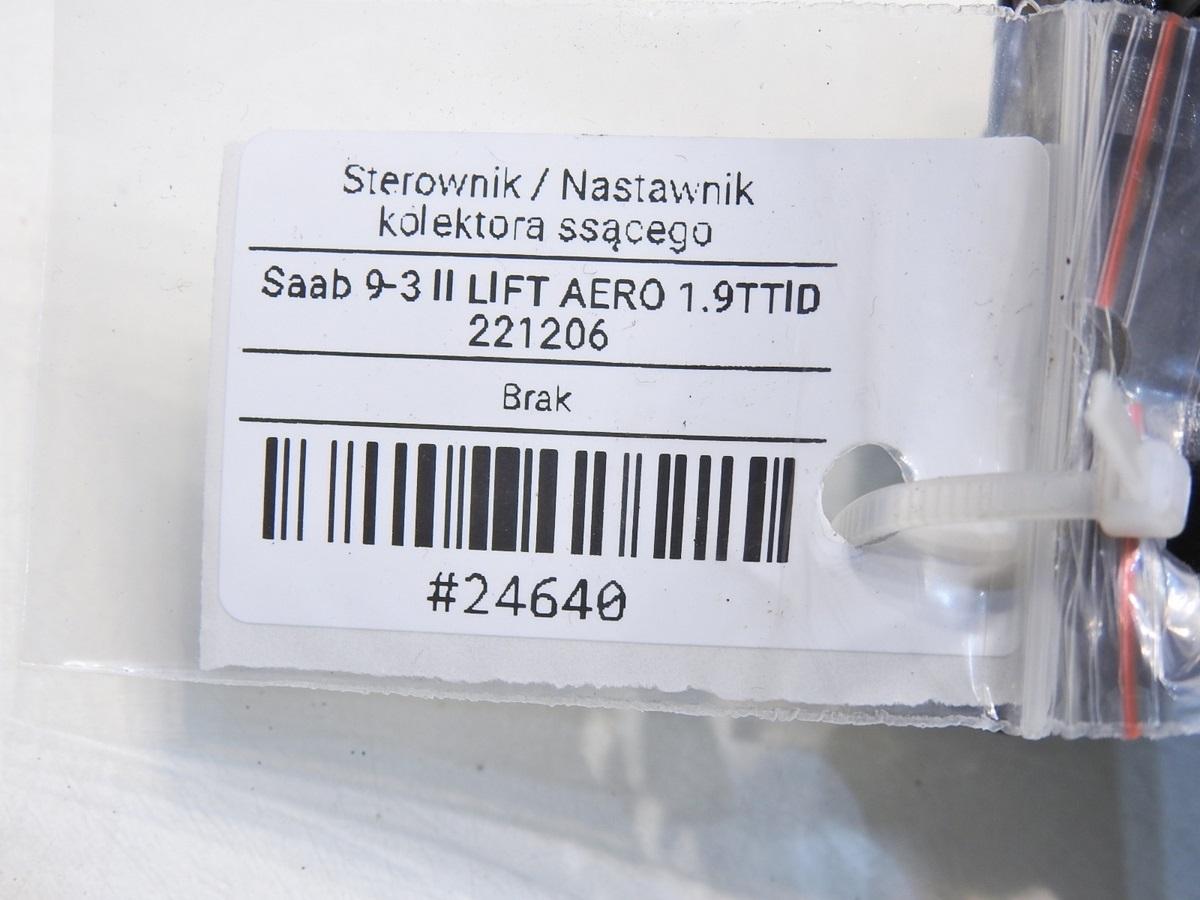 Sterownik / Nastawnik
kolektora ssącego
Saab 9-3 II LIFT AERO 1.9TTID
221206
Brak
#24640